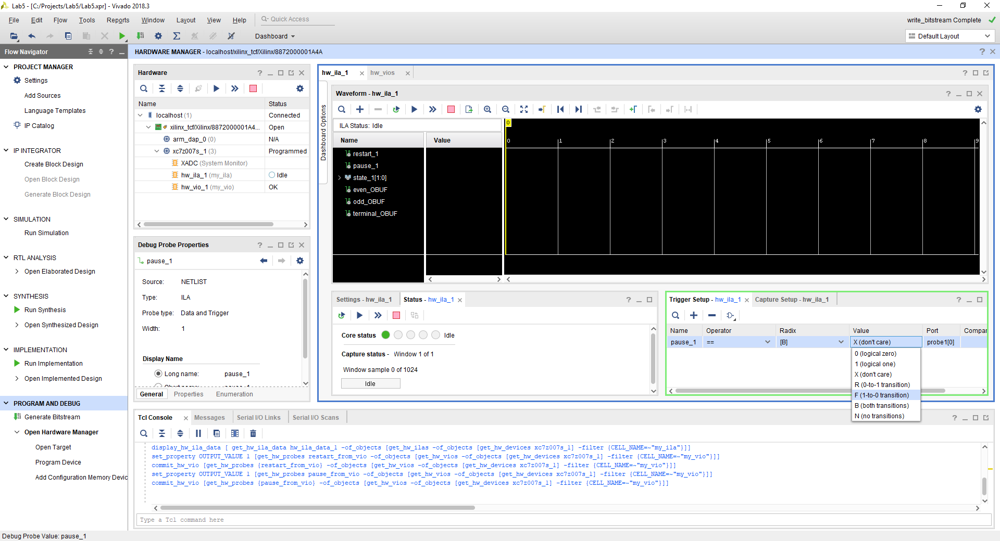 Lab5 - [C:/Projects/Lab5/Lab5.xpr] - Vivado 2018.3
File Edit Flow Tools Reports Window Layout View Help Quick Access
write_bitstream Complete
Dashboard
Default Layout
Flow Navigator
HARDWARE MANAGER - localhost/xilinx_tcf/Xilinx/8872000001A4A
PROJECT MANAGER
Settings
Add Sources
Language Templates
IP Catalog
IP INTEGRATOR
Create Block Design
Open Block Design
Generate Block Design
SIMULATION
Run Simulation
RTL ANALYSIS
Open Elaborated Design
SYNTHESIS
Run Synthesis
Open Synthesized Design
IMPLEMENTATION
Run Implementation
Open Implemented Design
PROGRAM AND DEBUG
Generate Bitstream
Open Hardware Manager
Open Target
Program Device
Add Configuration Memory Devic
Hardware
Name Status
localhost (1) Connected
xilinx_tcf/Xilinx/8872000001A4... Open
arm_dap_0 (0) N/A
xc7z007s_1 (3) Programmed
XADC (System Monitor)
hw_ila_1 (my_ila) Idle
hw_vio_1 (my_vio) OK
Debug Probe Properties
pause_1
Source: NETLIST
Type: ILA
Probe type: Data and Trigger
Width: 1
Display Name
Long name: pause_1
General Properties Enumeration
hw_ila_1 hw_vios
Dashboard Options
Waveform - hw_ila_1
ILA Status: Idle
Name Value
restart_1
pause_1
state_1[1:0]
even_OBUF
odd_OBUF
terminal_OBUF
0
0 1 2 3 4 5 6 7 8 9
Settings - hw_ila_1 Status - hw_ila_1
Core status Idle
Capture status - Window 1 of 1
Window sample 0 of 1024
Idle
Trigger Setup - hw_ila_1 Capture Setup - hw_ila_1
Name Operator Radix Value Port Compar
pause_1 == [B] X (don't care) probe1[0]
0 (logical zero)
1 (logical one)
X (don't care)
R (0-to-1 transition)
F (1-to-0 transition)
B (both transitions)
N (no transitions)
Tcl Console Messages Serial I/O Links Serial I/O Scans
display_hw_ila_data [ get_hw_ila_data hw_ila_data_1 -of_objects [get_hw_ilas -of_objects [get_hw_devices xc7z007s_1] -filter {CELL_NAME=~"my_ila"}]]
set_property OUTPUT_VALUE 1 [get_hw_probes restart_from_vio -of_objects [get_hw_vios -of_objects [get_hw_devices xc7z007s_1] -filter {CELL_NAME=~"my_vio"}]]
commit_hw_vio [get_hw_probes {restart_from_vio} -of_objects [get_hw_vios -of_objects [get_hw_devices xc7z007s_1] -filter {CELL_NAME=~"my_vio"}]]
set_property OUTPUT_VALUE 1 [get_hw_probes pause_from_vio -of_objects [get_hw_vios -of_objects [get_hw_devices xc7z007s_1] -filter {CELL_NAME=~"my_vio"}]]
commit_hw_vio [get_hw_probes {pause_from_vio} -of_objects [get_hw_vios -of_objects [get_hw_devices xc7z007s_1] -filter {CELL_NAME=~"my_vio"}]]
Type a Tcl command here
Debug Probe Value: pause_1